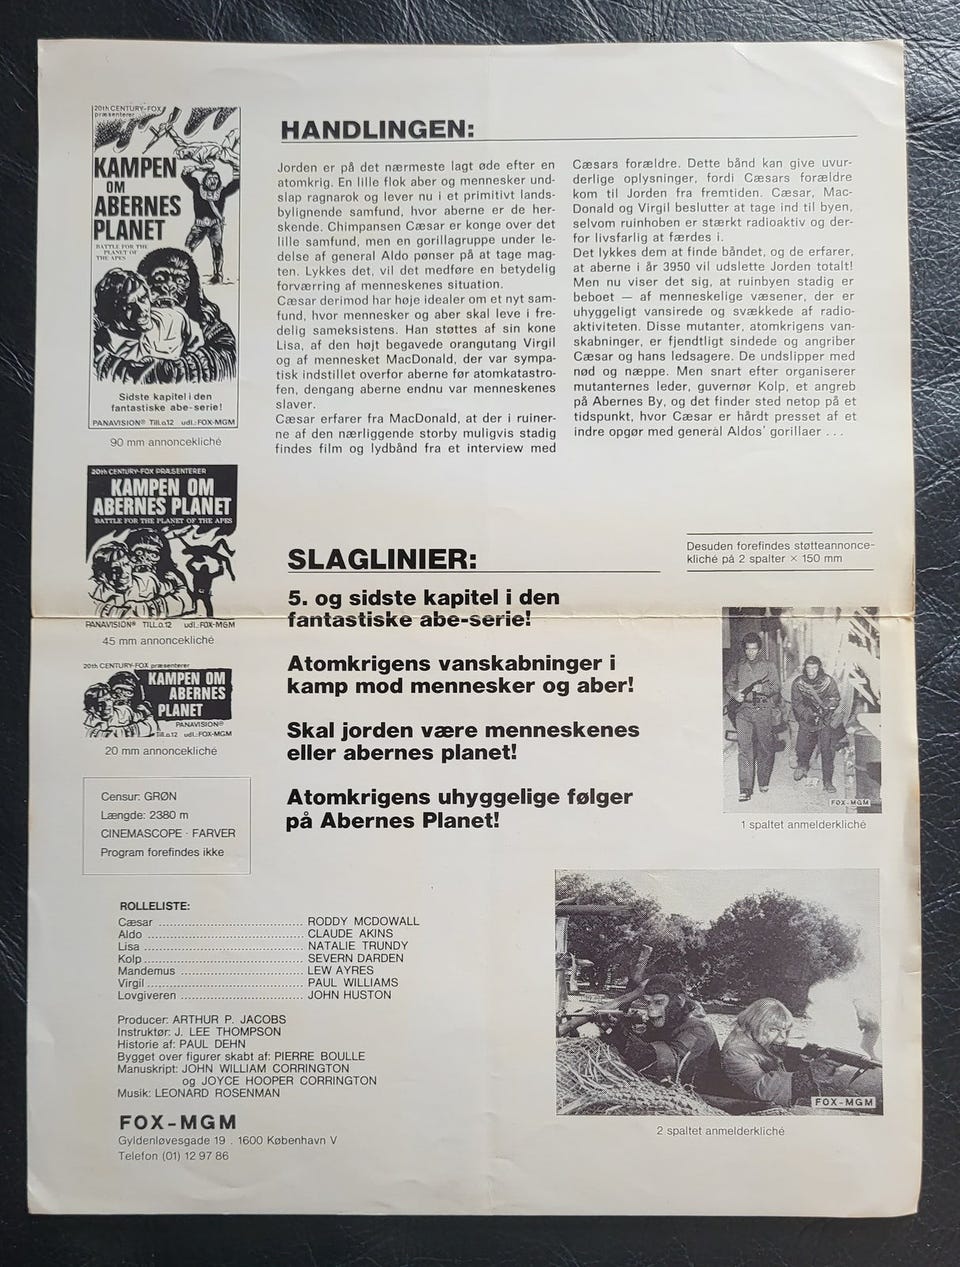 20th CENTURY-FOX
præsenterer
KAMPEN
OM
ABERNES
PLANET
BATTLE FOR THE
PLANET OF
THE APES
Sidste kapitel i den
fantastiske abe-serie!
PANAVISION® Till.o.12 udl.:FOX-MGM
90 mm annoncekliché
20th CENTURY-FOX PRÆSENTERER
KAMPEN OM
ABERNES PLANET
BATTLE FOR THE PLANET OF THE APES
PANAVISION® TILL.o.12 udl.:FOX-MGM
45 mm annoncekliché
20th CENTURY-FOX præsenterer
KAMPEN OM
ABERNES
PLANET
PANAVISION®
Till.o.12 udl.:FOX-MGM
20 mm annoncekliché
Censur: GRØN
Længde: 2380 m
CINEMASCOPE · FARVER
Program forefindes ikke
HANDLINGEN:
Jorden er på det nærmeste lagt øde efter en
atomkrig. En lille flok aber og mennesker und-
slap ragnarok og lever nu i et primitivt lands-
bylignende samfund, hvor aberne er de her-
skende. Chimpansen Cæsar er konge over det
lille samfund, men en gorillagruppe under le-
delse af general Aldo pønser på at tage mag-
ten. Lykkes det, vil det medføre en betydelig
forværring af menneskenes situation.
Cæsar derimod har høje idealer om et nyt sam-
fund, hvor mennesker og aber skal leve i fre-
delig sameksistens. Han støttes af sin kone
Lisa, af den højt begavede orangutang Virgil
og af mennesket MacDonald, der var sympa-
tisk indstillet overfor aberne før atomkatastro-
fen, dengang aberne endnu var menneskenes
slaver.
Cæsar erfarer fra MacDonald, at der i ruiner-
ne af den nærliggende storby muligvis stadig
findes film og lydbånd fra et interview med
Cæsars forældre. Dette bånd kan give uvur-
derlige oplysninger, fordi Cæsars forældre
kom til Jorden fra fremtiden. Cæsar, Mac-
Donald og Virgil beslutter at tage ind til byen,
selvom ruinhoben er stærkt radioaktiv og der-
for livsfarlig at færdes i.
Det lykkes dem at finde båndet, og de erfarer,
at aberne i år 3950 vil udslette Jorden totalt!
Men nu viser det sig, at ruinbyen stadig er
beboet — af menneskelige væsener, der er
uhyggeligt vansirede og svækkede af radio-
aktiviteten. Disse mutanter, atomkrigens van-
skabninger, er fjendtligt sindede og angriber
Cæsar og hans ledsagere. De undslipper med
nød og næppe. Men snart efter organiserer
mutanternes leder, guvernør Kolp, et angreb
på Abernes By, og det finder sted netop på et
tidspunkt, hvor Cæsar er hårdt presset af et
indre opgør med general Aldos' gorillaer ...
SLAGLINIER:
5. og sidste kapitel i den
fantastiske abe-serie!
Atomkrigens vanskabninger i
kamp mod mennesker og aber!
Skal jorden være menneskenes
eller abernes planet!
Atomkrigens uhyggelige følger
på Abernes Planet!
Desuden forefindes støtteannonce-
kliché på 2 spalter × 150 mm
FOX-MGM
1 spaltet anmelderkliché
FOX-MGM
2 spaltet anmelderkliché
ROLLELISTE:
Cæsar ........................................ RODDY MCDOWALL
Aldo ........................................ CLAUDE AKINS
Lisa ........................................ NATALIE TRUNDY
Kolp ........................................ SEVERN DARDEN
Mandemus ................................ LEW AYRES
Virgil ........................................ PAUL WILLIAMS
Lovgiveren ............................... JOHN HUSTON
Producer: ARTHUR P. JACOBS
Instruktør: J. LEE THOMPSON
Historie af: PAUL DEHN
Bygget over figurer skabt af: PIERRE BOULLE
Manuskript: JOHN WILLIAM CORRINGTON
og JOYCE HOOPER CORRINGTON
Musik: LEONARD ROSENMAN
FOX-MGM
Gyldenløvesgade 19 . 1600 København V
Telefon (01) 12 97 86